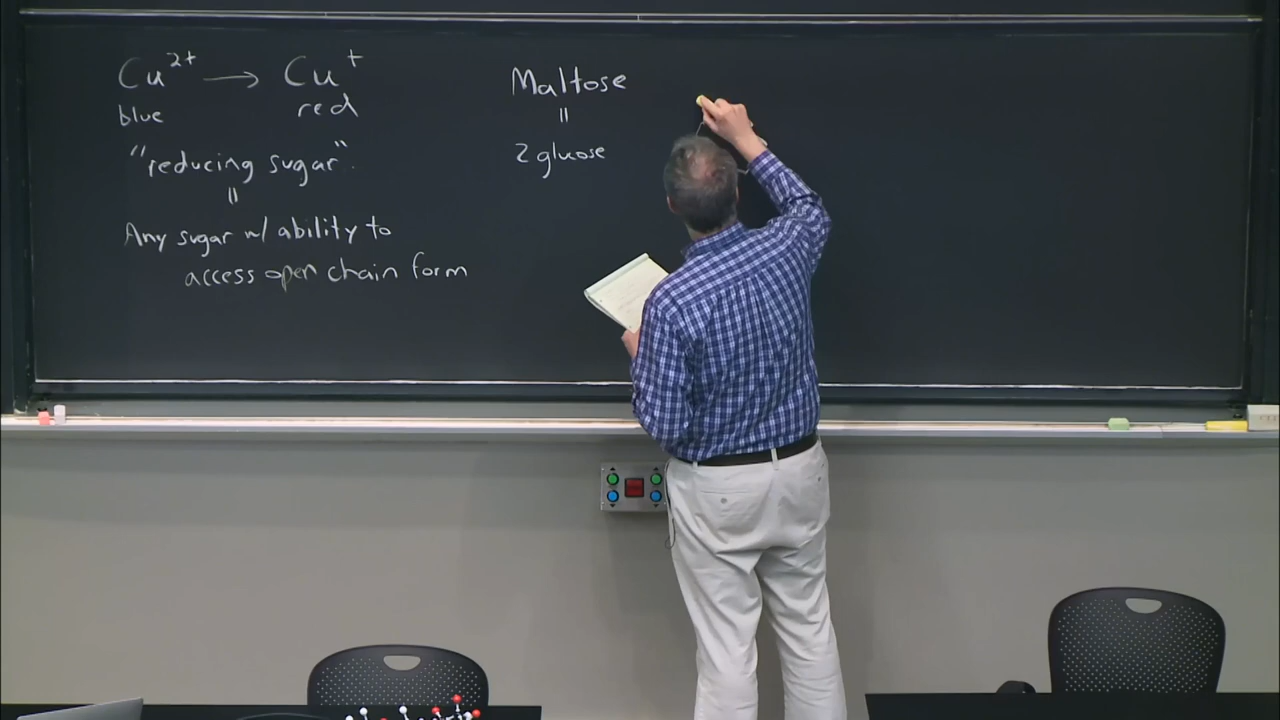 Cu²⁺ → Cu⁺
blue red
"reducing sugar".
=
Any sugar w/ ability to
access open chain form
Maltose
=
2 glucose